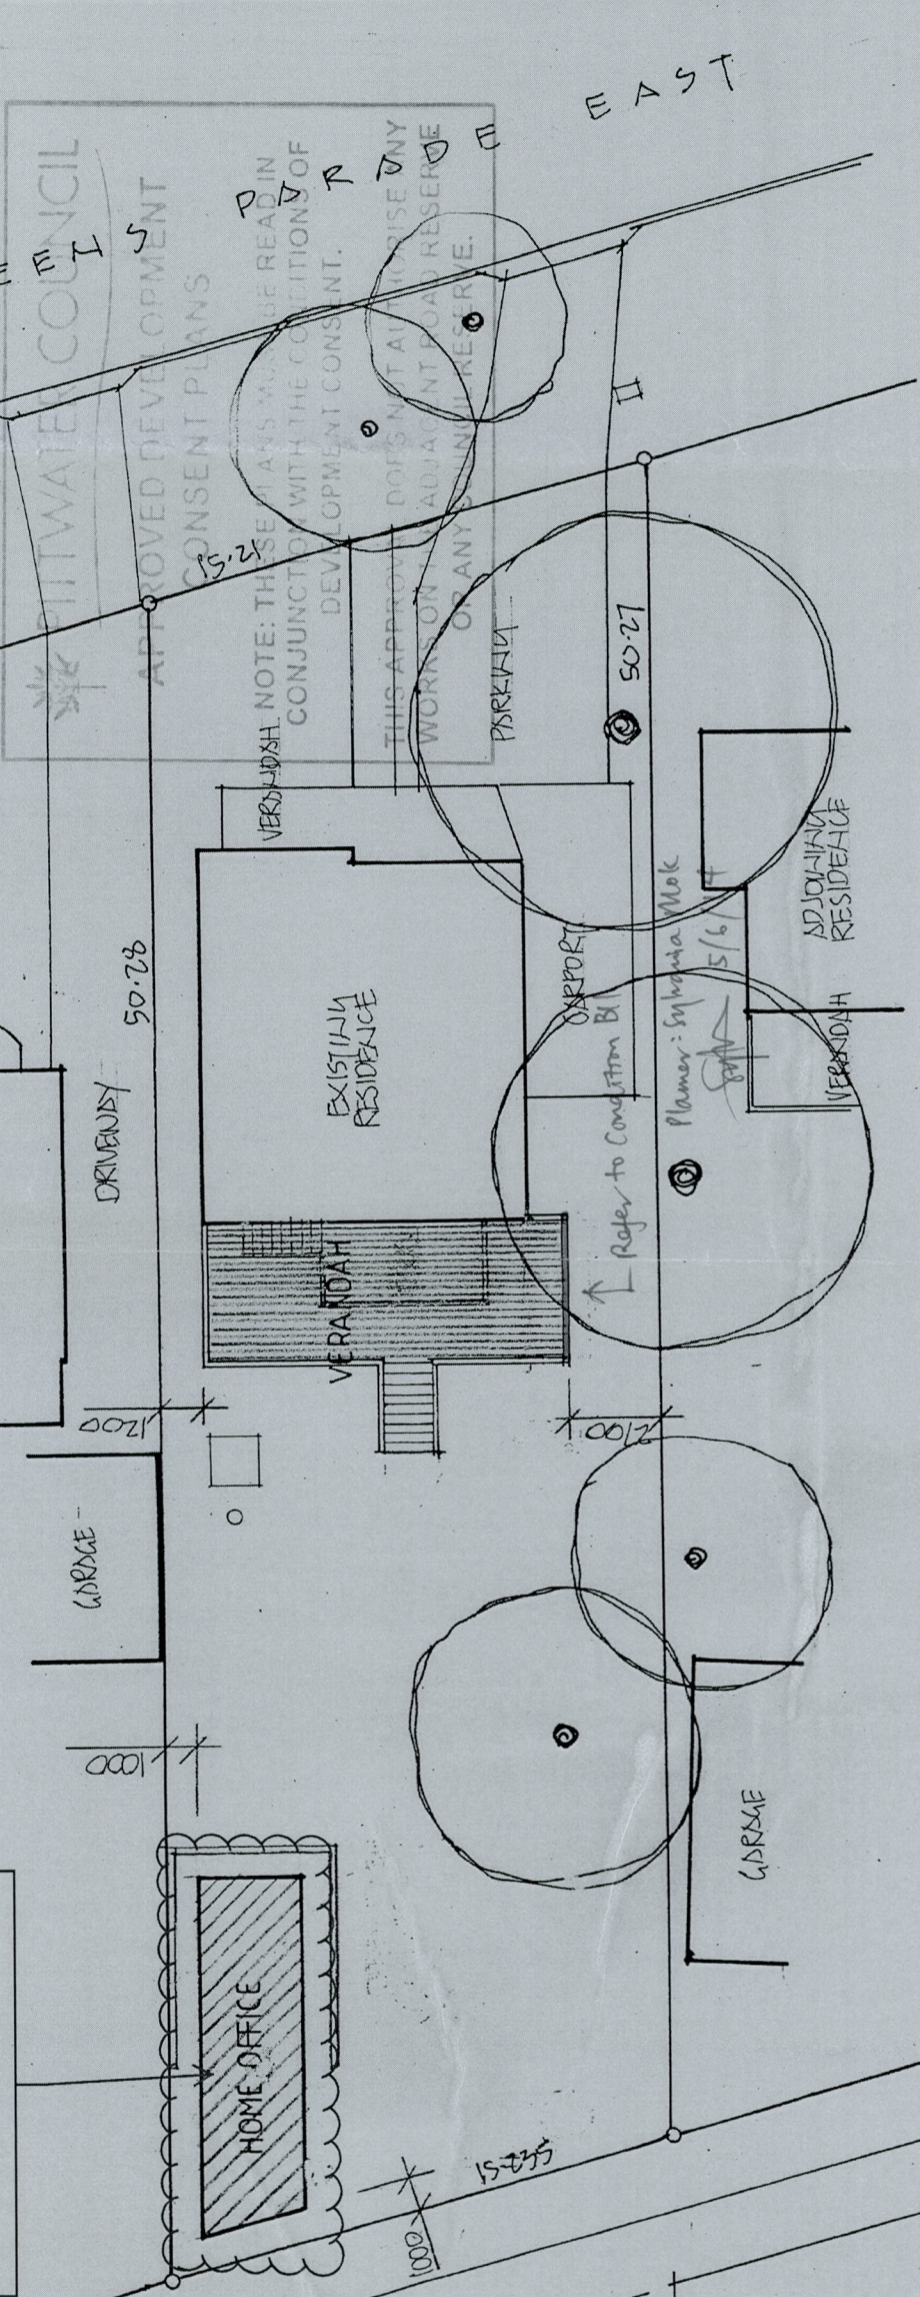 EENS PARADE EAST
PITTWATER COUNCIL
APPROVED DEVELOPMENT
CONSENT PLANS
NOTE: THESE PLANS MUST BE READ IN
CONJUNCTION WITH THE CONDITIONS OF
DEVELOPMENT CONSENT.
THIS APPROVAL DOES NOT AUTHORISE ANY
WORKS ON THE ADJACENT ROAD RESERVE
OR ANY COUNCIL RESERVE.
15.21
50.27
PARKING
VERANDAH
50.28
EXISTING
RESIDENCE
CARPORT
ADJOINING
RESIDENCE
VERANDAH
DRIVEWAY
Refer to Condition B1
Planner: Sylvania Mok
5/6/14
VERANDAH
1200
2100
GARAGE
1000
GARAGE
HOME OFFICE
15.235
1000